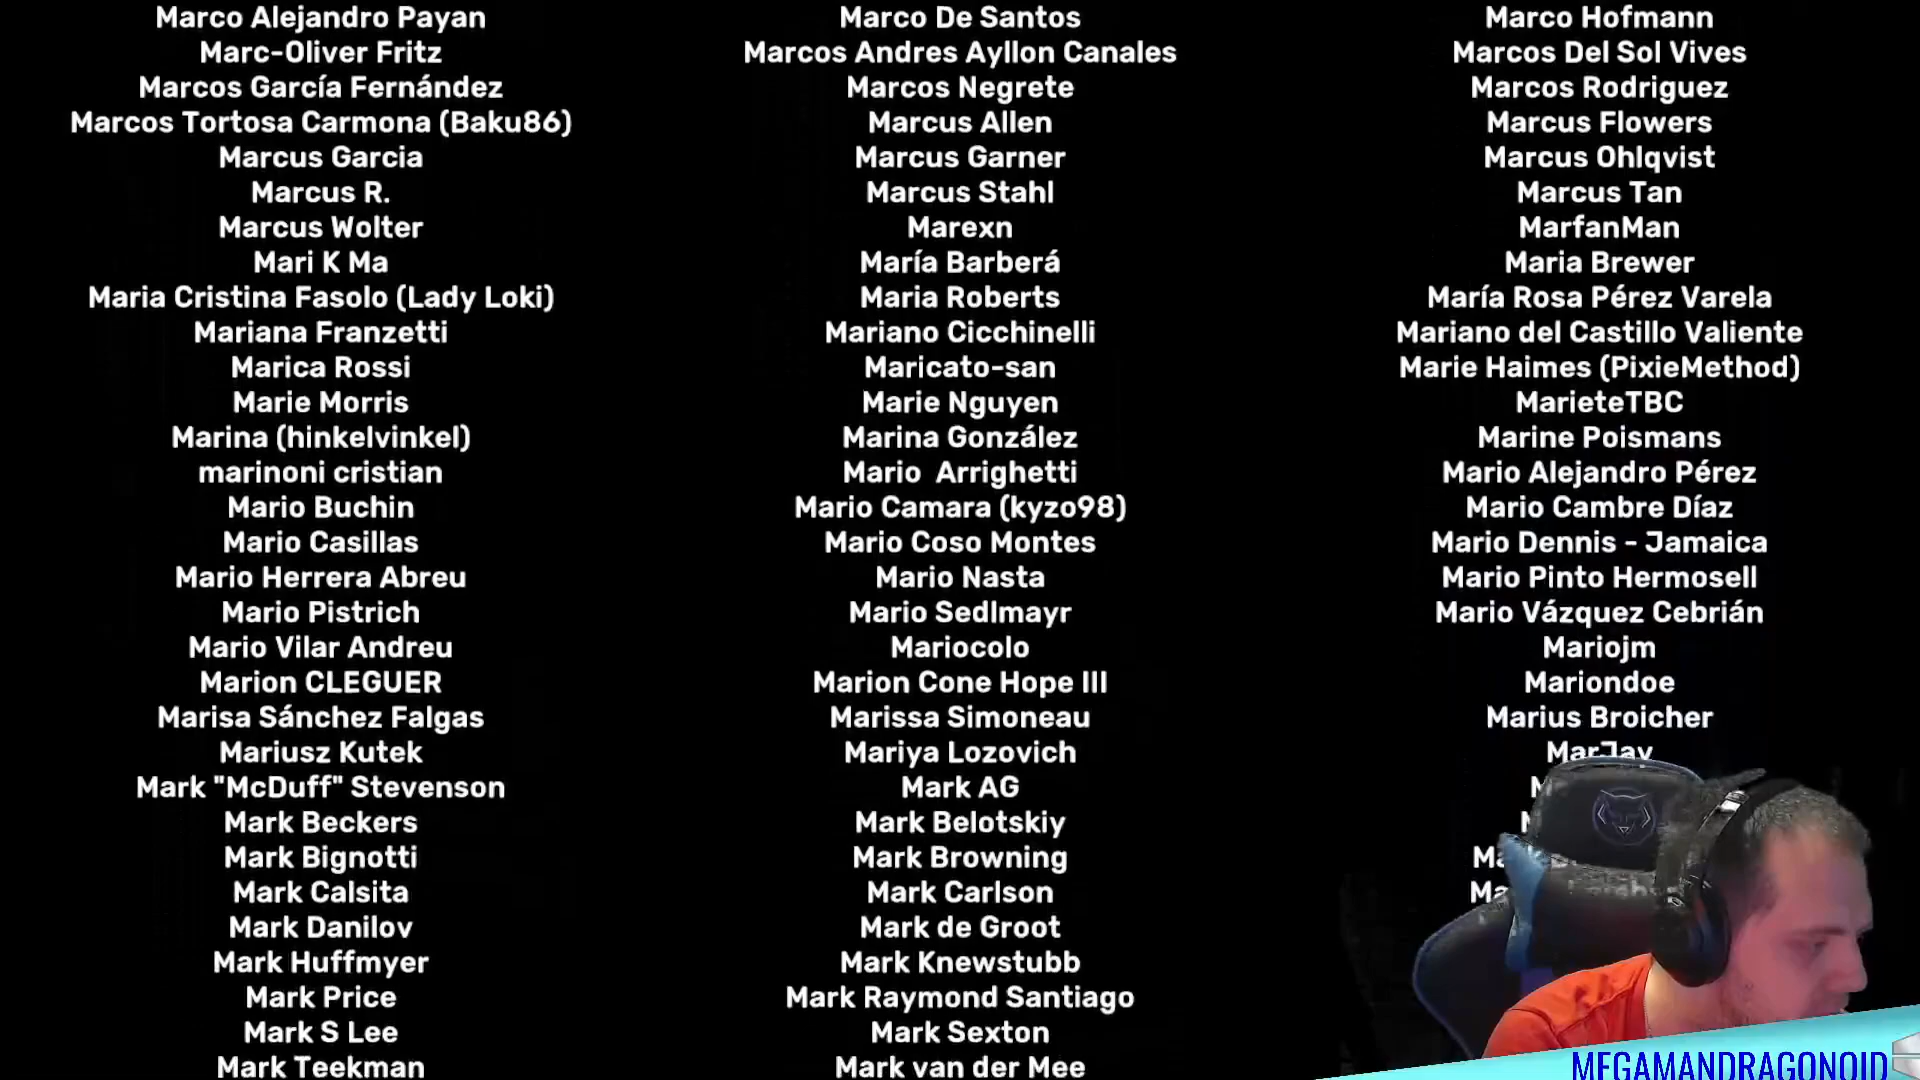 Marco Alejandro Payan
Marco De Santos
Marco Hofmann
Marc-Oliver Fritz
Marcos Andres Ayllon Canales
Marcos Del Sol Vives
Marcos García Fernández
Marcos Negrete
Marcos Rodriguez
Marcos Tortosa Carmona (Baku86)
Marcus Allen
Marcus Flowers
Marcus Garcia
Marcus Garner
Marcus Ohlqvist
Marcus R.
Marcus Stahl
Marcus Tan
Marcus Wolter
Marexn
MarfanMan
Mari K Ma
María Barberá
Maria Brewer
Maria Cristina Fasolo (Lady Loki)
Maria Roberts
María Rosa Pérez Varela
Mariana Franzetti
Mariano Cicchinelli
Mariano del Castillo Valiente
Marica Rossi
Maricato-san
Marie Haimes (PixieMethod)
Marie Morris
Marie Nguyen
MarieteTBC
Marina (hinkelvinkel)
Marina González
Marine Poismans
marinoni cristian
Mario  Arrighetti
Mario Alejandro Pérez
Mario Buchin
Mario Camara (kyzo98)
Mario Cambre Díaz
Mario Casillas
Mario Coso Montes
Mario Dennis - Jamaica
Mario Herrera Abreu
Mario Nasta
Mario Pinto Hermosell
Mario Pistrich
Mario Sedlmayr
Mario Vázquez Cebrián
Mario Vilar Andreu
Mariocolo
Mariojm
Marion CLEGUER
Marion Cone Hope III
Mariondoe
Marisa Sánchez Falgas
Marissa Simoneau
Marius Broicher
Mariusz Kutek
Mariya Lozovich
MarJay
Mark "McDuff" Stevenson
Mark AG
Mark Beckers
Mark Belotskiy
Mark Bignotti
Mark Browning
Mark Calsita
Mark Carlson
Mark Danilov
Mark de Groot
Mark Huffmyer
Mark Knewstubb
Mark Price
Mark Raymond Santiago
Mark S Lee
Mark Sexton
Mark Teekman
Mark van der Mee
MEGAMANDRAGONOID